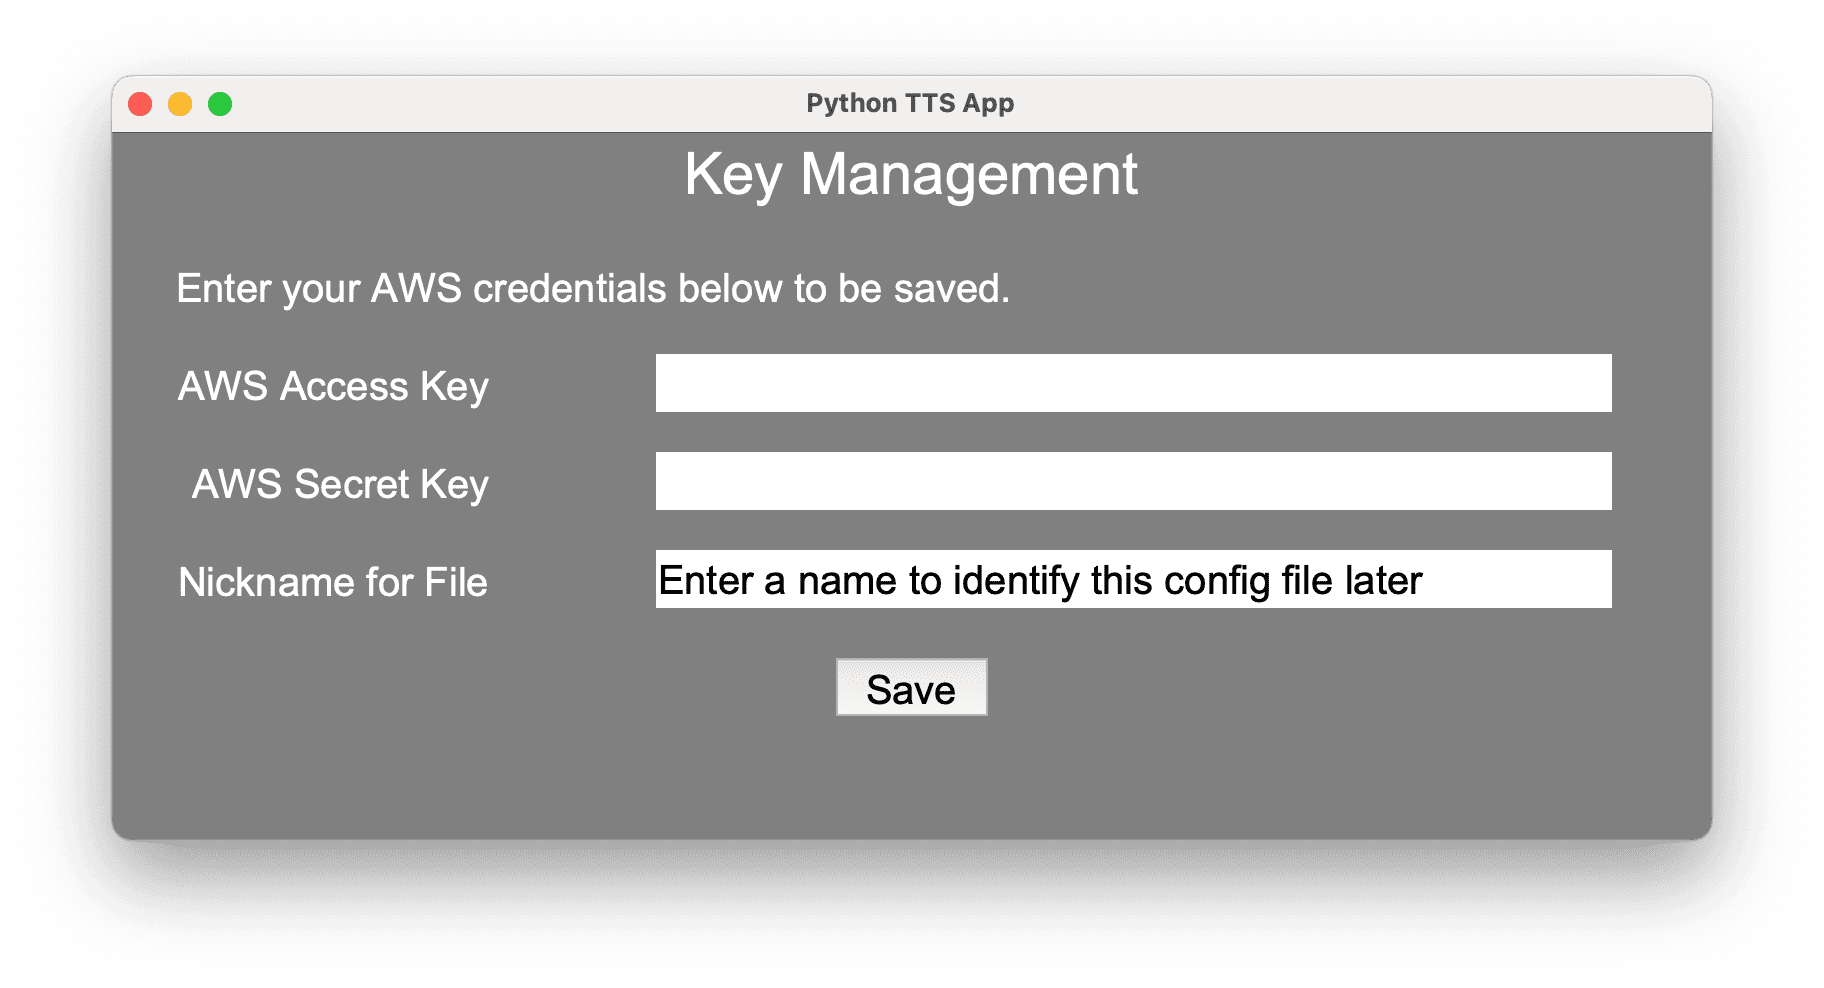 Python TTS App
Key Management
Enter your AWS credentials below to be saved.
AWS Access Key
AWS Secret Key
Nickname for File Enter a name to identify this config file later
Save